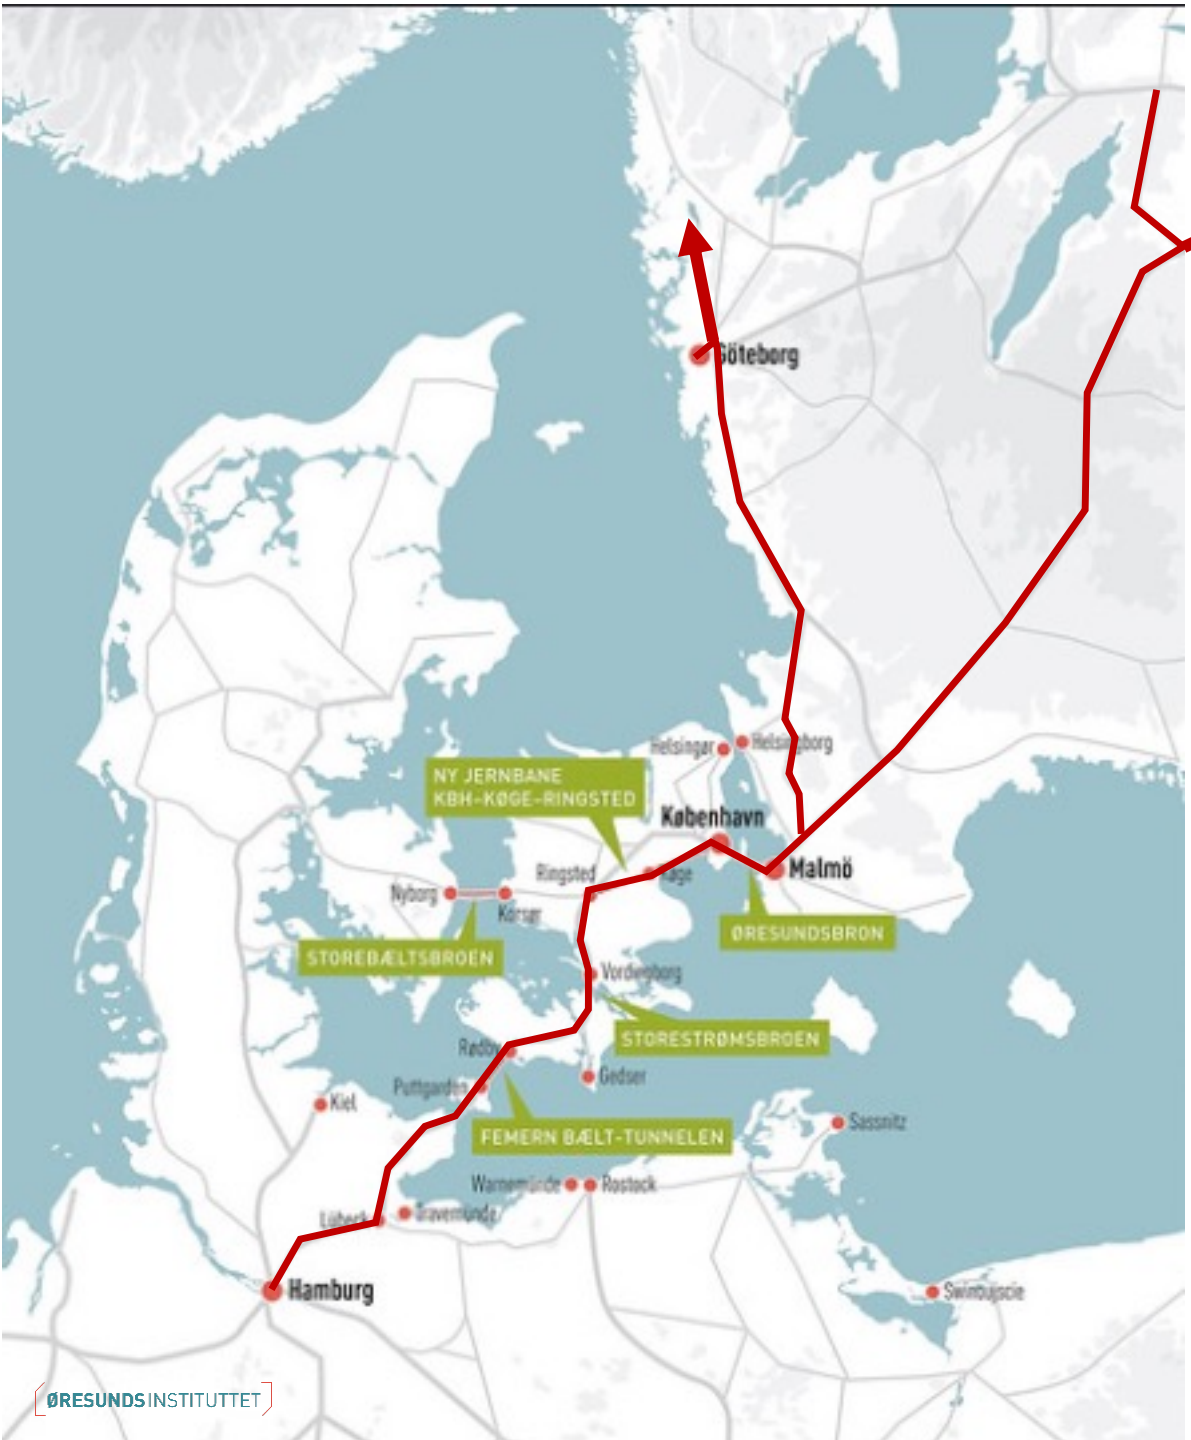 Göteborg
Helsingør
Helsingborg
NY JERNBANE
KBH-KØGE-RINGSTED
København
Ringsted
Køge
Malmö
Nyborg
Korsør
ØRESUNDSBRON
STOREBÆLTSBROEN
Vordingborg
STORESTRØMSBROEN
Rødby
Puttgarden
Gedser
Kiel
Sassnitz
FEMERN BÆLT-TUNNELEN
Warnemünde
Rostock
Lübeck
Travemünde
Hamburg
Swinoujscie
ØRESUNDSINSTITUTTET